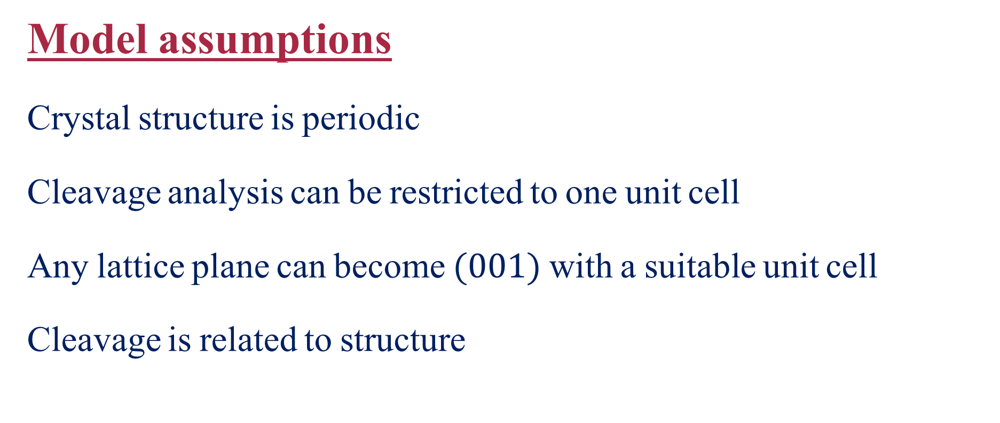 Model assumptions
Crystal structure is periodic
Cleavage analysis can be restricted to one unit cell
Any lattice plane can become (001) with a suitable unit cell
Cleavage is related to structure